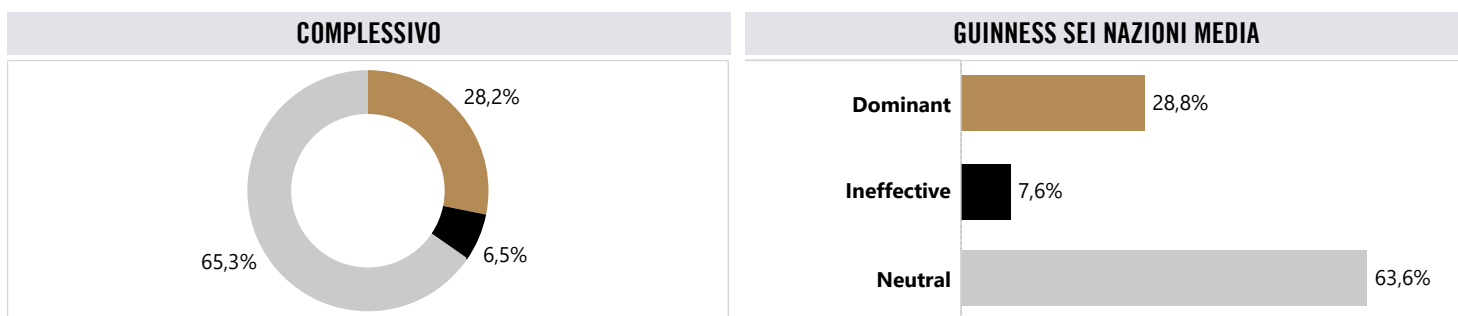 COMPLESSIVO
28,2%
6,5%
65,3%
GUINNESS SEI NAZIONI MEDIA
Dominant 28,8%
Ineffective 7,6%
Neutral 63,6%